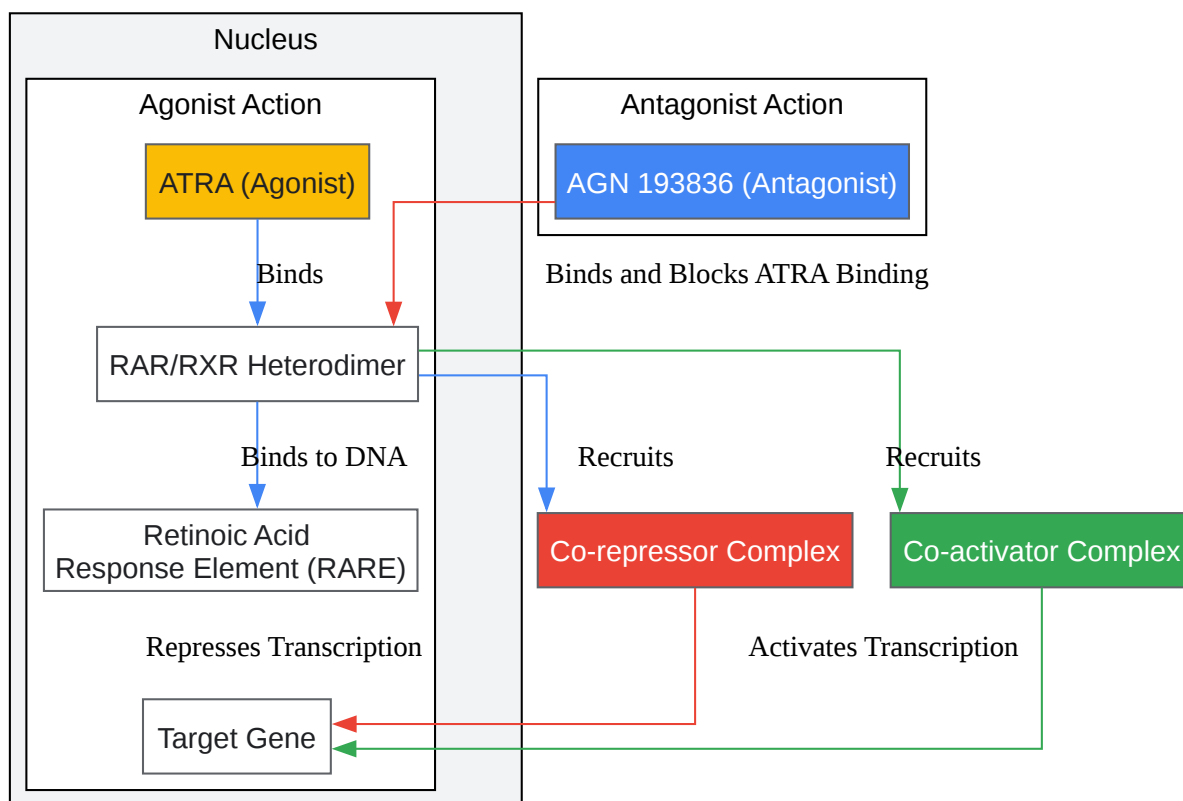 Nucleus
Agonist Action
Antagonist Action
ATRA (Agonist)
AGN 193836 (Antagonist)
Binds
Binds and Blocks ATRA Binding
RAR/RXR Heterodimer
Binds to DNA
Recruits
Recruits
Retinoic Acid
Response Element (RARE)
Co-repressor Complex
Co-activator Complex
Represses Transcription
Activates Transcription
Target Gene